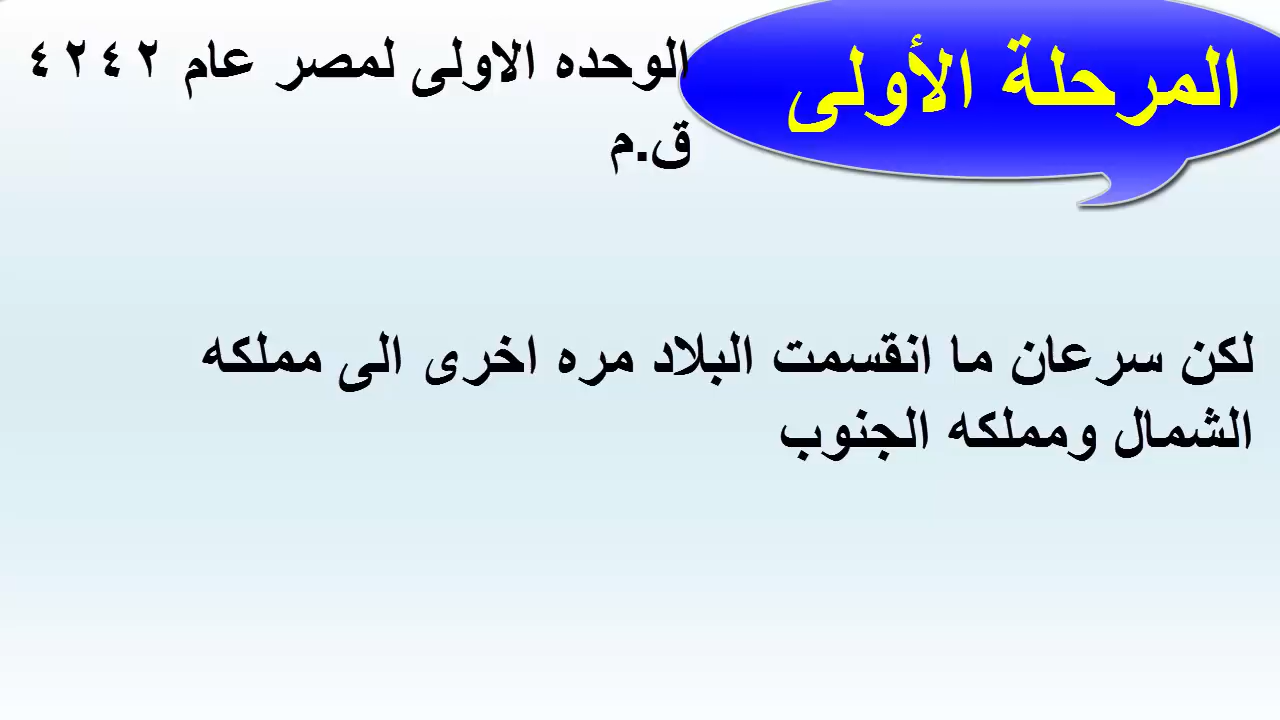 المرحلة الأولى
الوحده الاولى لمصر عام ٤٢٤٢
ق.م
لكن سرعان ما انقسمت البلاد مره اخرى الى مملكه
الشمال ومملكه الجنوب